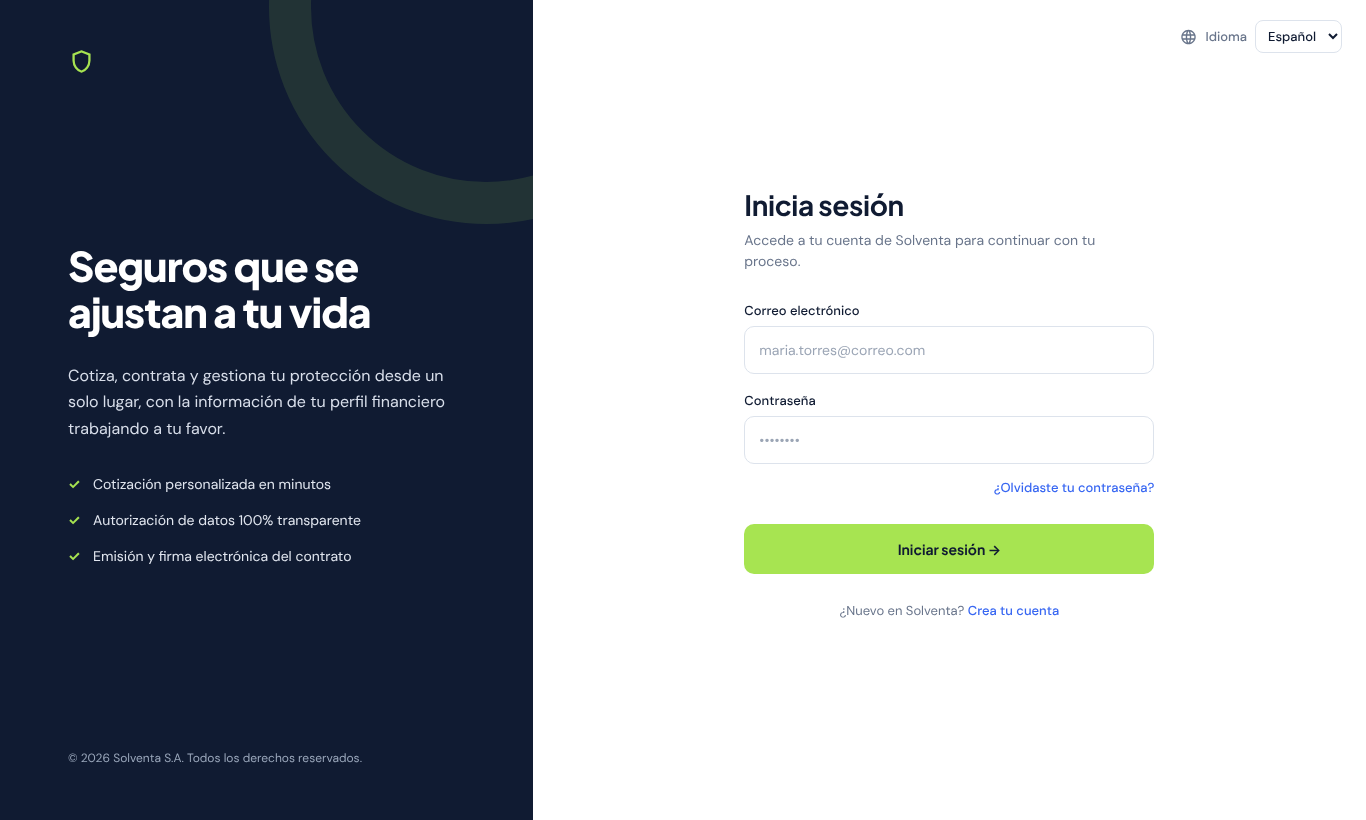 Idioma
Español
Seguros que se
ajustan a tu vida
Cotiza, contrata y gestiona tu protección desde un
solo lugar, con la información de tu perfil financiero
trabajando a tu favor.
Cotización personalizada en minutos
Autorización de datos 100% transparente
Emisión y firma electrónica del contrato
© 2026 Solventa S.A. Todos los derechos reservados.
Inicia sesión
Accede a tu cuenta de Solventa para continuar con tu
proceso.
Correo electrónico
maria.torres@correo.com
Contraseña
••••••••
¿Olvidaste tu contraseña?
Iniciar sesión →
¿Nuevo en Solventa? Crea tu cuenta